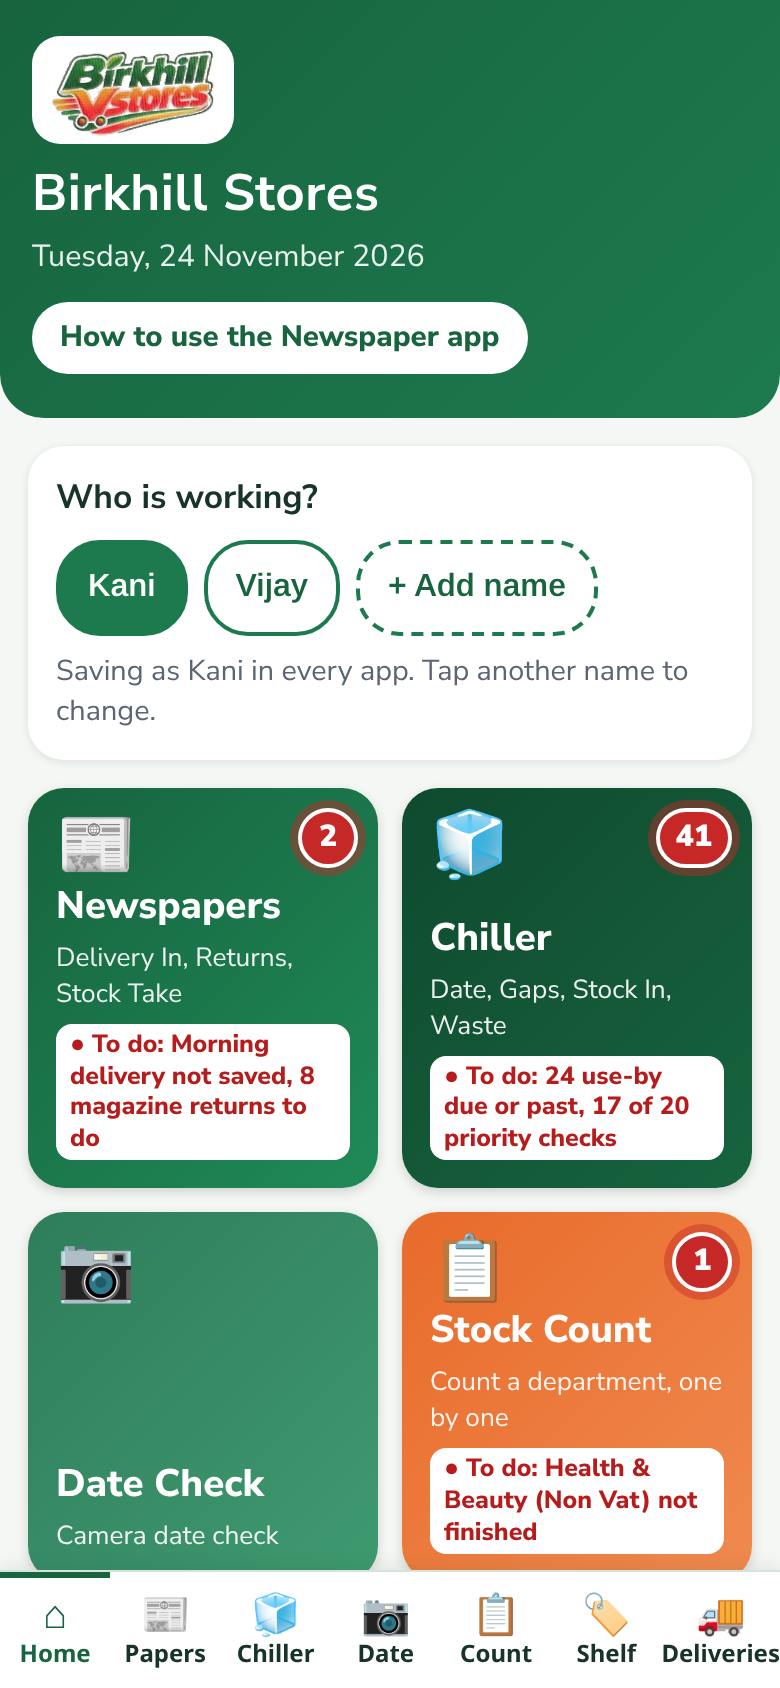 Birkhill
Vstores
Birkhill Stores
Tuesday, 24 November 2026
How to use the Newspaper app
Who is working?
Kani
Vijay
+ Add name
Saving as Kani in every app. Tap another name to
change.
2
Newspapers
Delivery In, Returns,
Stock Take
● To do: Morning
delivery not saved, 8
magazine returns to
do
41
Chiller
Date, Gaps, Stock In,
Waste
● To do: 24 use-by
due or past, 17 of 20
priority checks
Date Check
Camera date check
1
Stock Count
Count a department, one
by one
● To do: Health &
Beauty (Non Vat) not
finished
Home
Papers
Chiller
Date
Count
Shelf
Deliveries